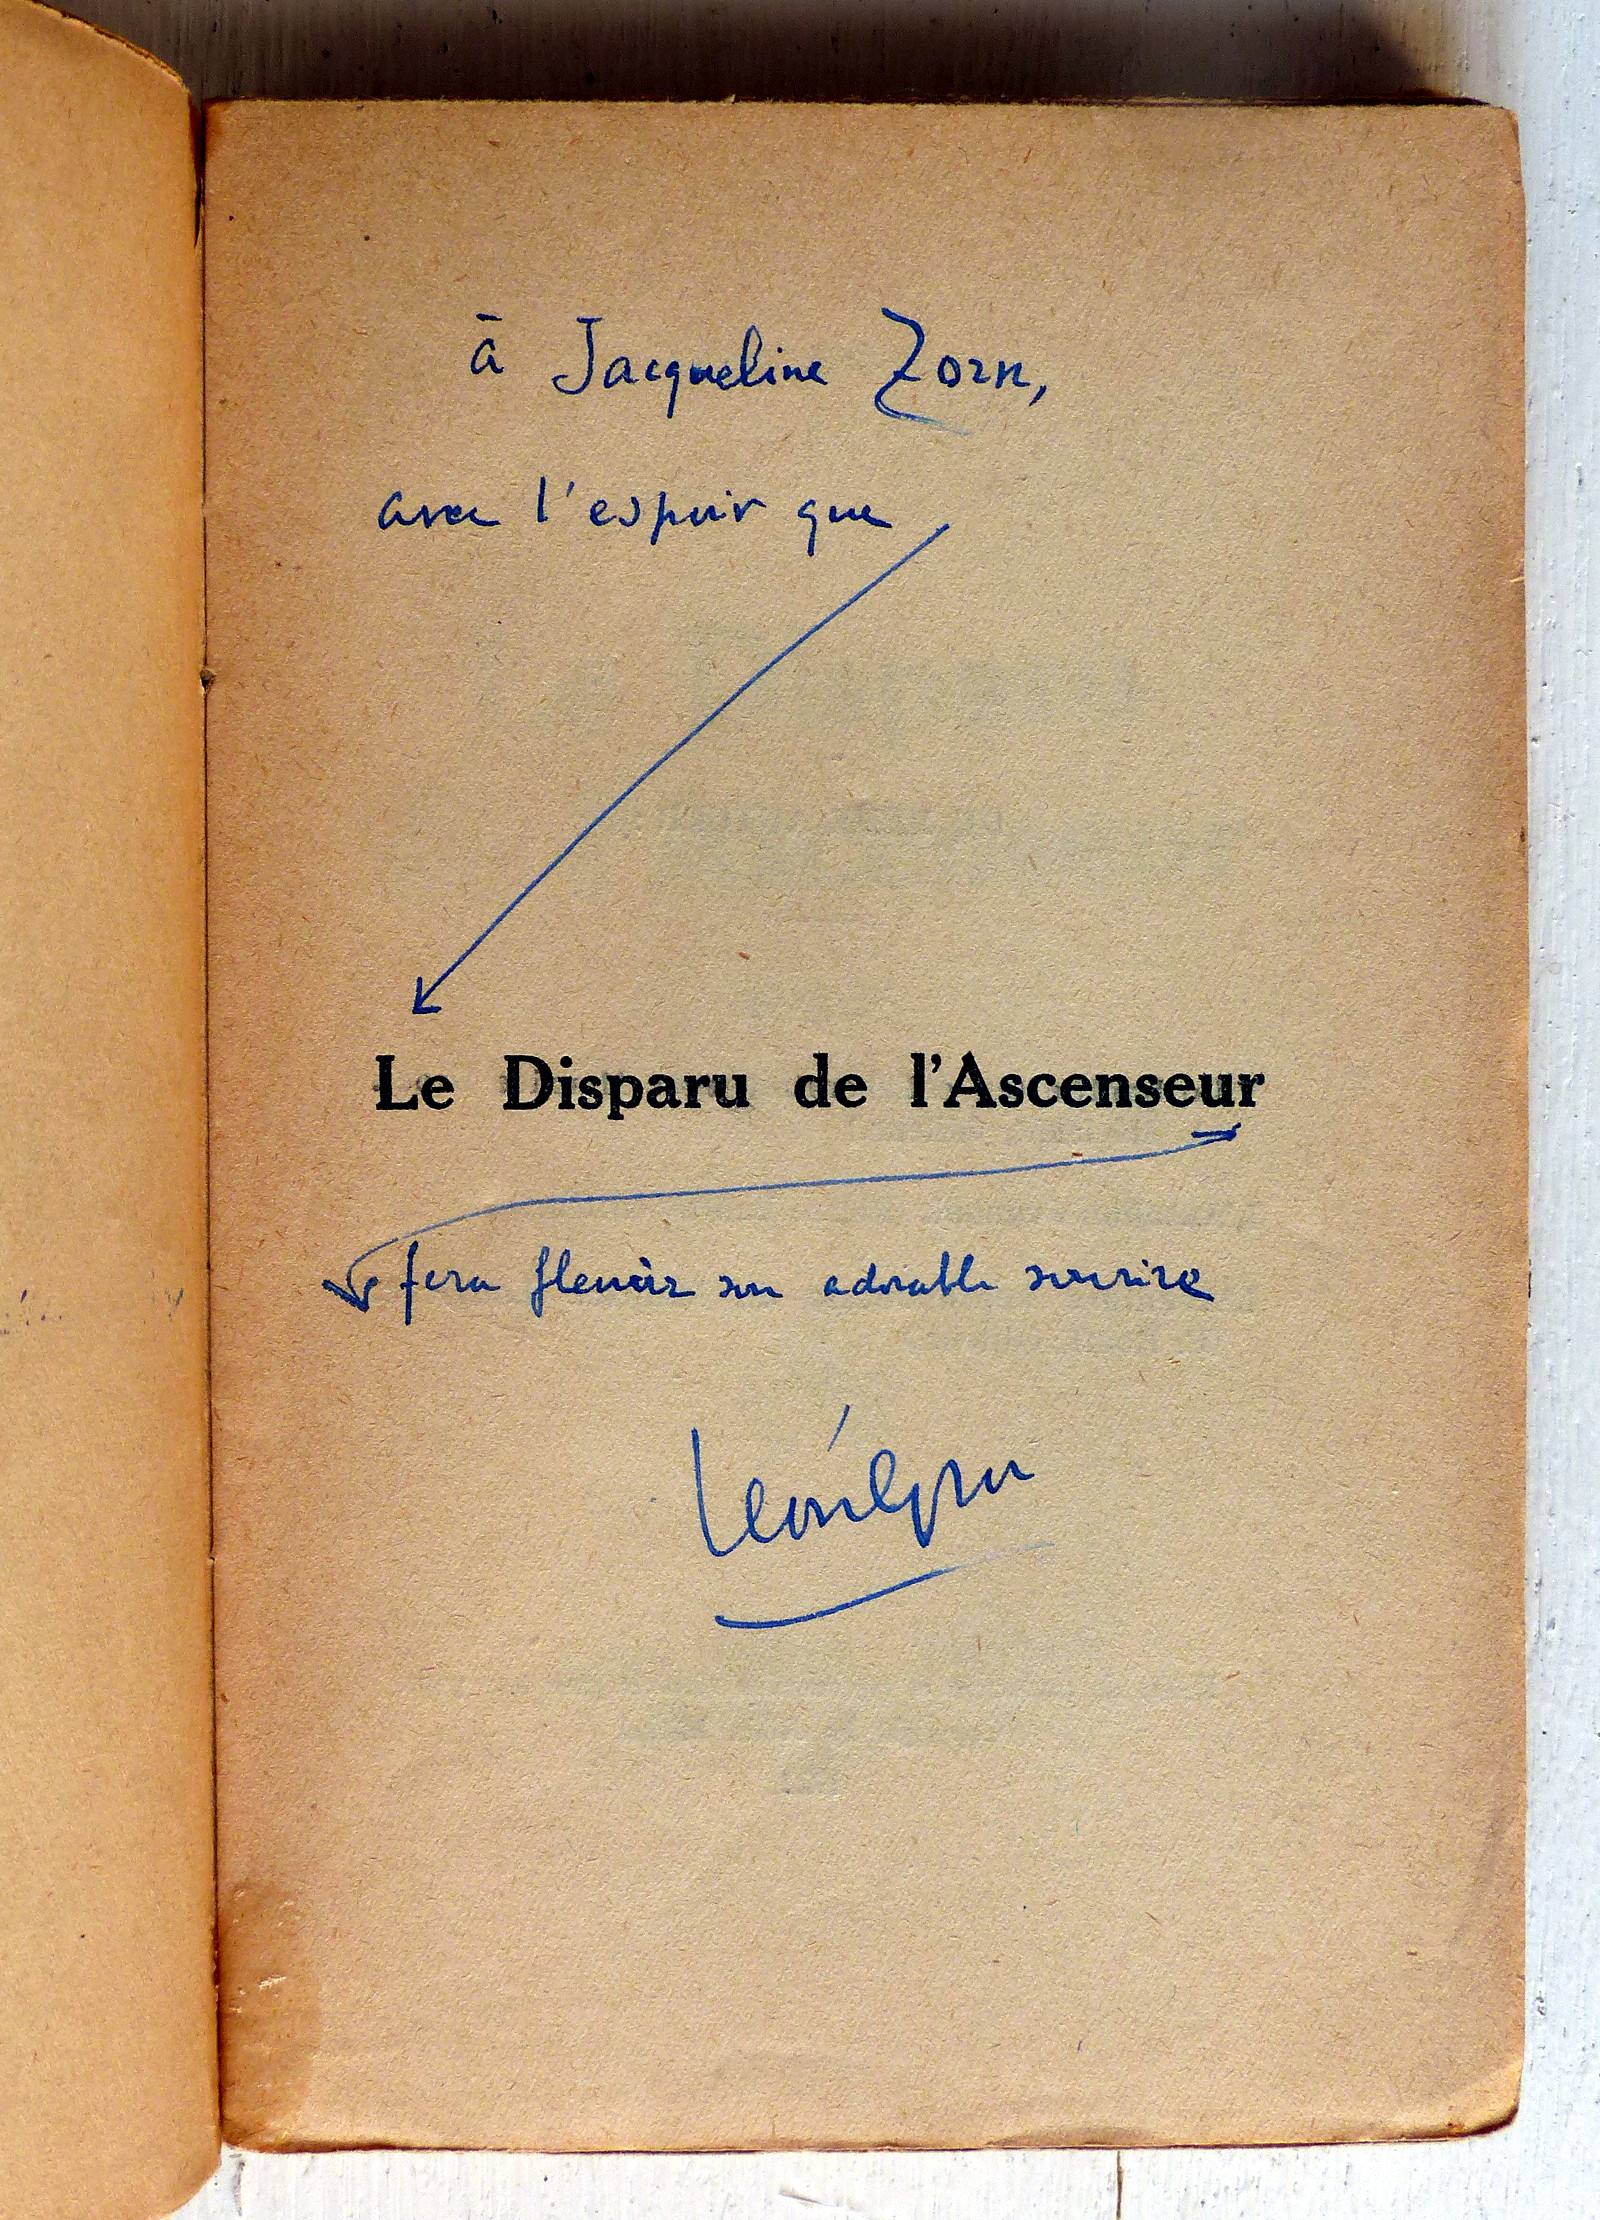 à Jacqueline Zorn,
avec l'espoir que
Le Disparu de l'Ascenseur
fera fleurir son adorable sourire